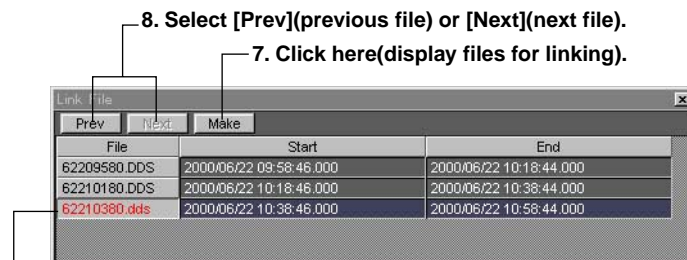 8. Select [Prev](previous file) or [Next](next file).
7. Click here(display files for linking).
Link File
Prev Next Make
File Start End
62209580.DDS 2000/06/22 09:58:46.000 2000/06/22 10:18:44.000
62210180.DDS 2000/06/22 10:18:46.000 2000/06/22 10:38:44.000
62210380.dds 2000/06/22 10:38:46.000 2000/06/22 10:58:44.000